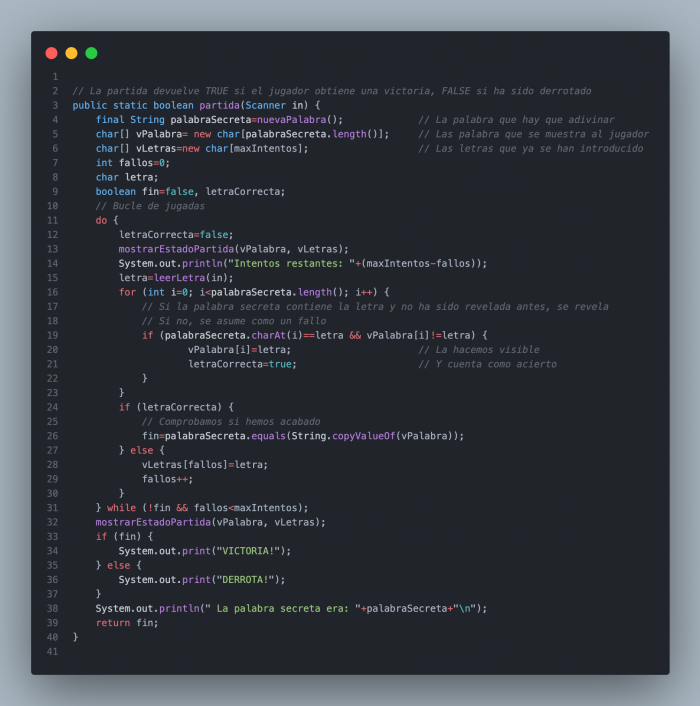 1
2 // La partida devuelve TRUE si el jugador obtiene una victoria, FALSE si ha sido derrotado
3 public static boolean partida(Scanner in) {
4     final String palabraSecreta=nuevaPalabra();             // La palabra que hay que adivinar
5     char[] vPalabra= new char[palabraSecreta.length()];     // Las palabra que se muestra al jugador
6     char[] vLetras=new char[maxIntentos];                   // Las letras que ya se han introducido
7     int fallos=0;
8     char letra;
9     boolean fin=false, letraCorrecta;
10     // Bucle de jugadas
11     do {
12         letraCorrecta=false;
13         mostrarEstadoPartida(vPalabra, vLetras);
14         System.out.println("Intentos restantes: "+(maxIntentos-fallos));
15         letra=leerLetra(in);
16         for (int i=0; i<palabraSecreta.length(); i++) {
17             // Si la palabra secreta contiene la letra y no ha sido revelada antes, se revela
18             // Si no, se asume como un fallo
19             if (palabraSecreta.charAt(i)==letra && vPalabra[i]!=letra) {
20                     vPalabra[i]=letra;                      // La hacemos visible
21                     letraCorrecta=true;                     // Y cuenta como acierto
22             }
23         }
24         if (letraCorrecta) {
25             // Comprobamos si hemos acabado
26             fin=palabraSecreta.equals(String.copyValueOf(vPalabra));
27         } else {
28             vLetras[fallos]=letra;
29             fallos++;
30         }
31     } while (!fin && fallos<maxIntentos);
32     mostrarEstadoPartida(vPalabra, vLetras);
33     if (fin) {
34         System.out.print("VICTORIA!");
35     } else {
36         System.out.print("DERROTA!");
37     }
38     System.out.println(" La palabra secreta era: "+palabraSecreta+"\n");
39     return fin;
40 }
41